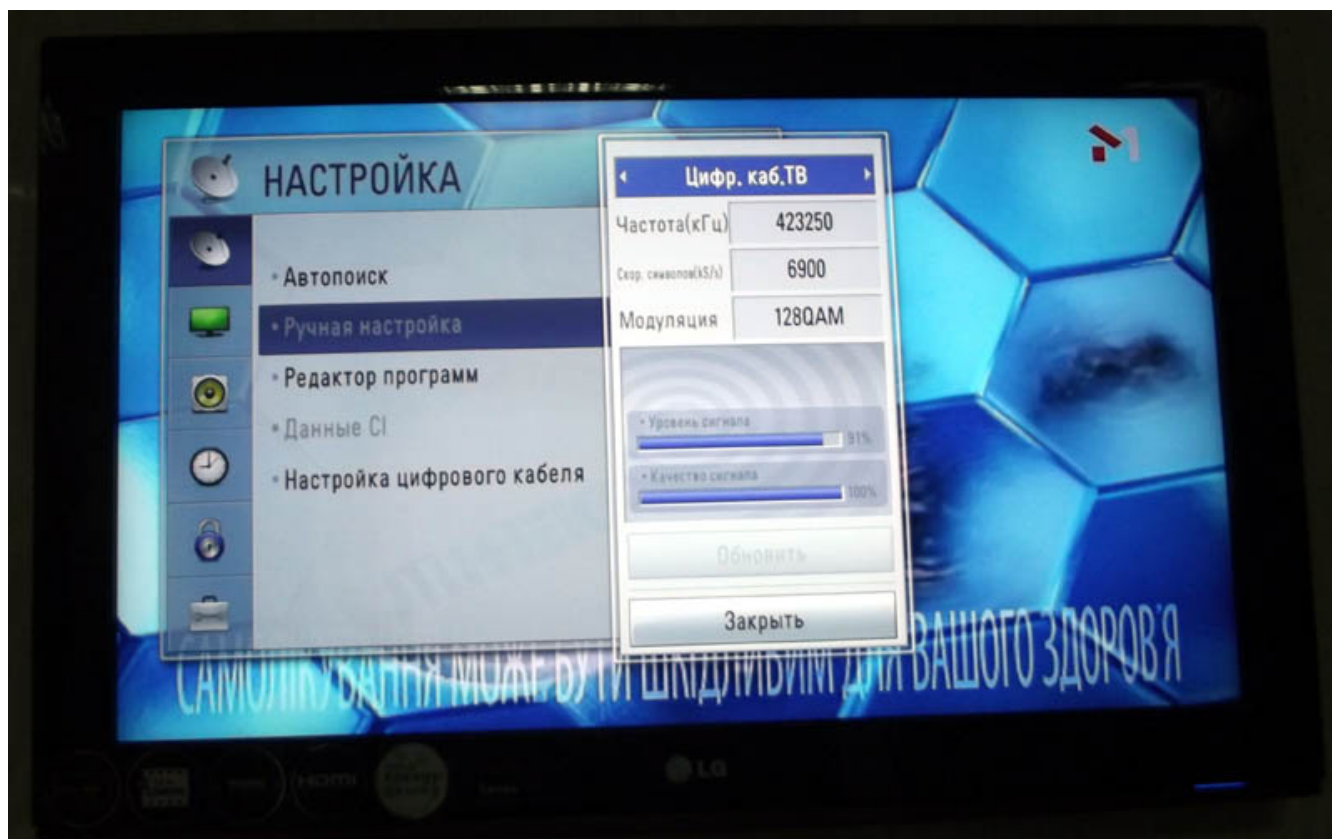 НАСТРОЙКА
Автопоиск
Ручная настройка
Редактор программ
Данные CI
Настройка цифрового кабеля
Цифр. каб.ТВ
Частота(кГц) 423250
Скор. символов(kS/s) 6900
Модуляция 128QAM
Уровень сигнала
91%
Качество сигнала
100%
Обновить
Закрыть
САМОЛІКУВАННЯ МОЖЕ БУТИ ШКІДЛИВИМ ДЛЯ ВАШОГО ЗДОРОВ'Я
HDMI
LG